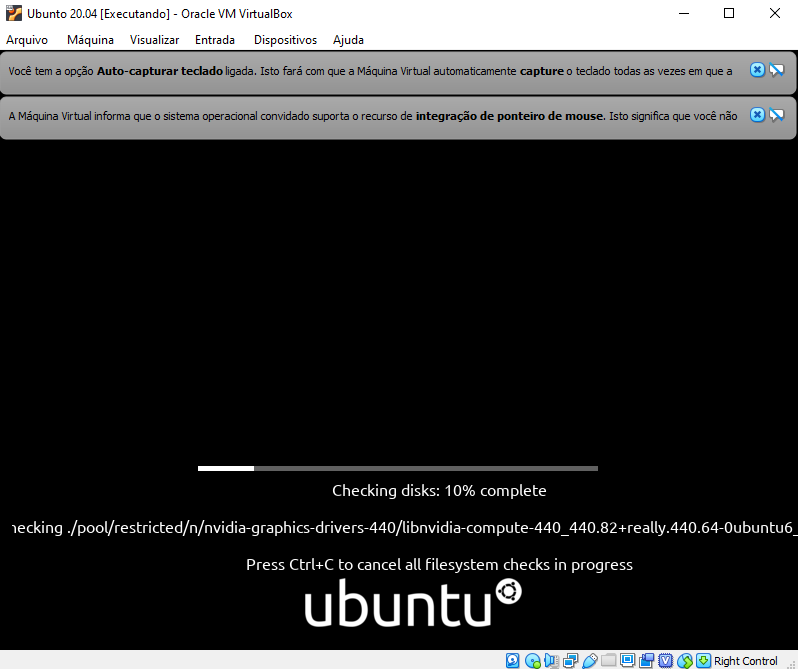 Ubunto 20.04 [Executando] - Oracle VM VirtualBox
Arquivo Máquina Visualizar Entrada Dispositivos Ajuda
Você tem a opção Auto-capturar teclado ligada. Isto fará com que a Máquina Virtual automaticamente capture o teclado todas as vezes em que a
A Máquina Virtual informa que o sistema operacional convidado suporta o recurso de integração de ponteiro de mouse. Isto significa que você não
Checking disks: 10% complete
hecking ./pool/restricted/n/nvidia-graphics-drivers-440/libnvidia-compute-440_440.82+really.440.64-0ubuntu6_
Press Ctrl+C to cancel all filesystem checks in progress
ubuntu
Right Control